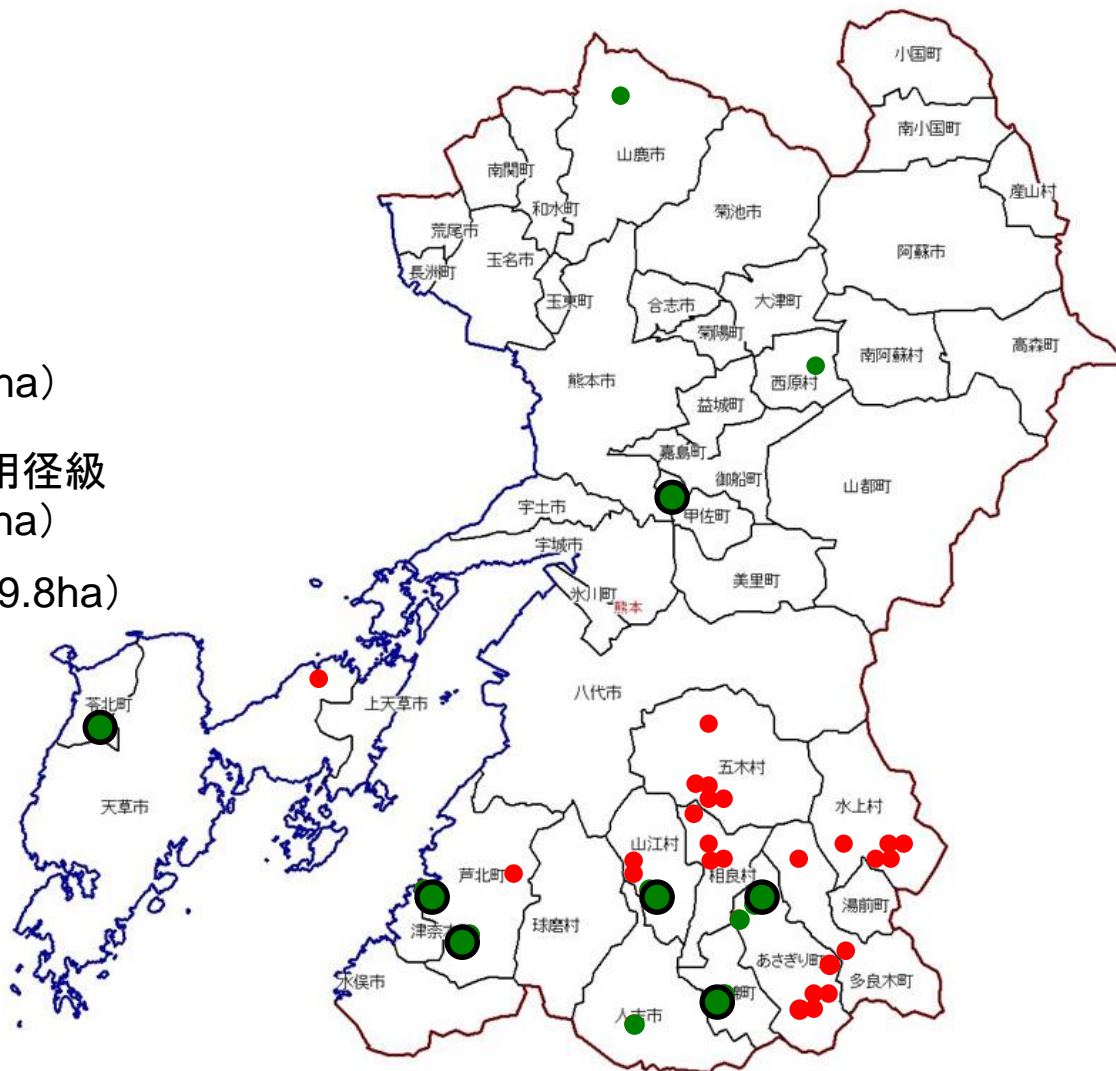 小国町
南小国町
産山村
山鹿市
南関町
和水町
菊池市
阿蘇市
荒尾市
玉名市
長洲町
玉東町
合志市
大津町
菊陽町
南阿蘇村
高森町
西原村
熊本市
益城町
嘉島町
御船町
山都町
甲佐町
宇土市
宇城市
美里町
氷川町
熊本
ha）
用径級
ha）
9.8ha）
八代市
上天草市
苓北町
天草市
五木村
水上村
山江村
相良村
芦北町
湯前町
球磨村
津奈
あさぎり町
多良木町
水俣市
人吉市
町